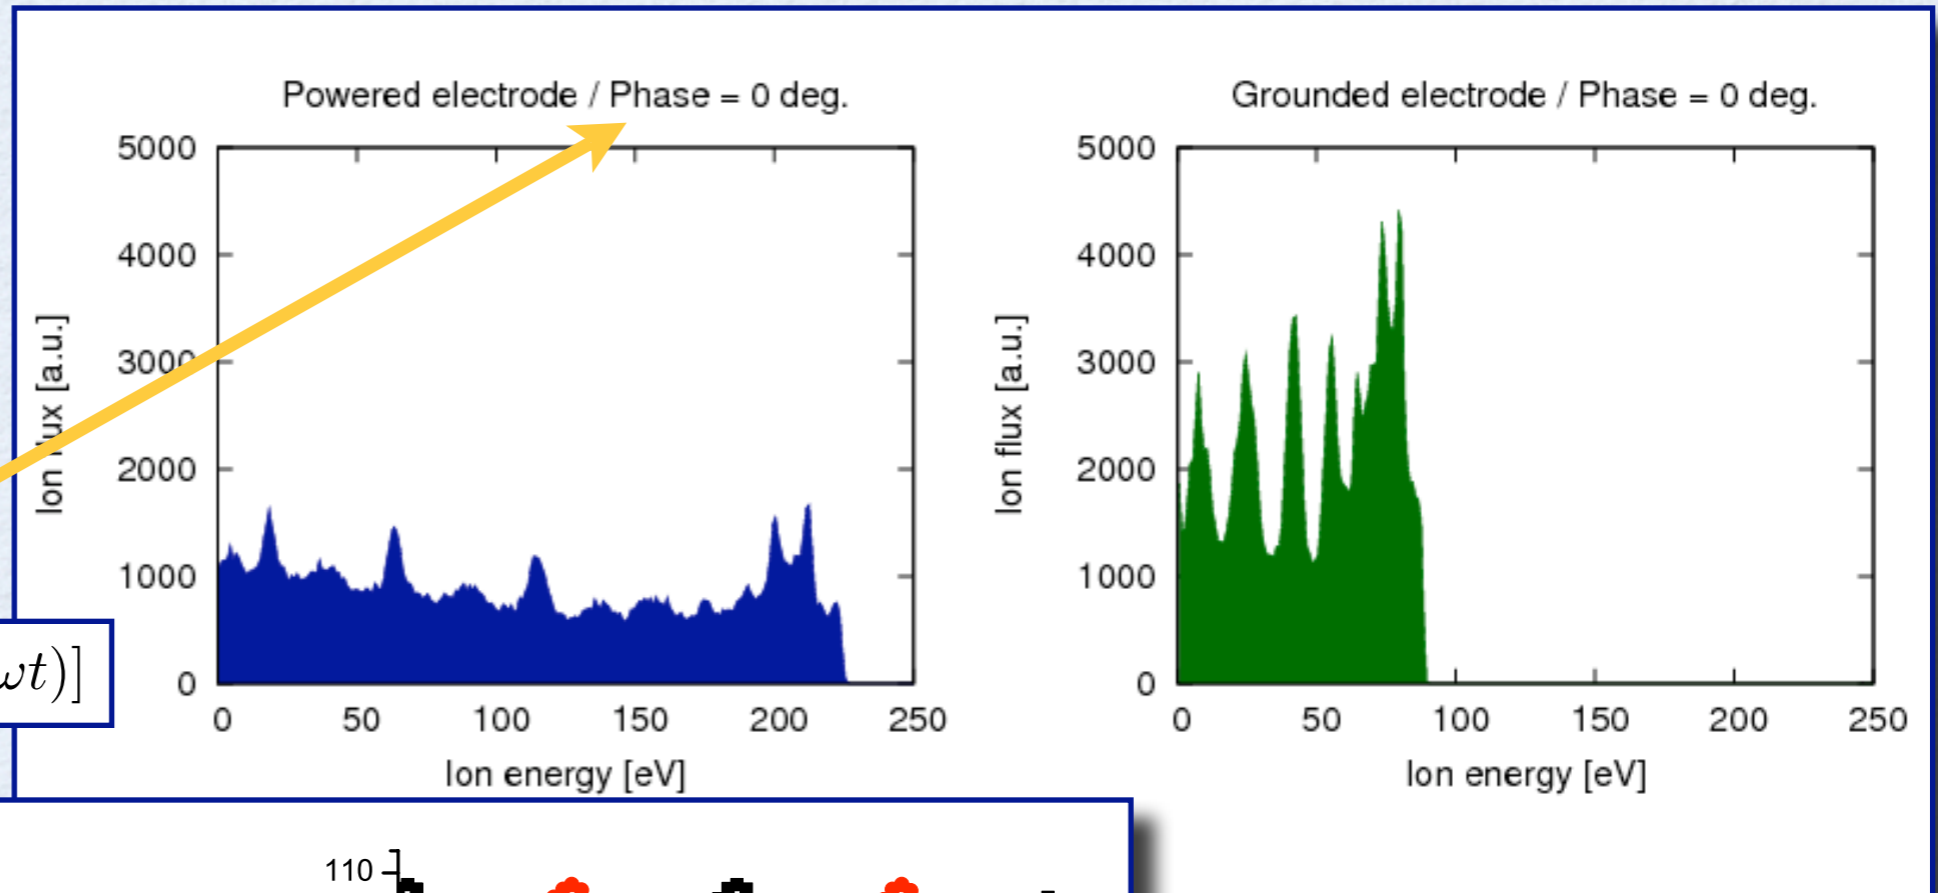 Powered electrode / Phase = 0 deg.
5000
4000
3000
2000
1000
0
Ion flux [a.u.]
0 50 100 150 200 250
Ion energy [eV]
Grounded electrode / Phase = 0 deg.
5000
4000
3000
2000
1000
0
Ion flux [a.u.]
0 50 100 150 200 250
Ion energy [eV]
ωt)]
110